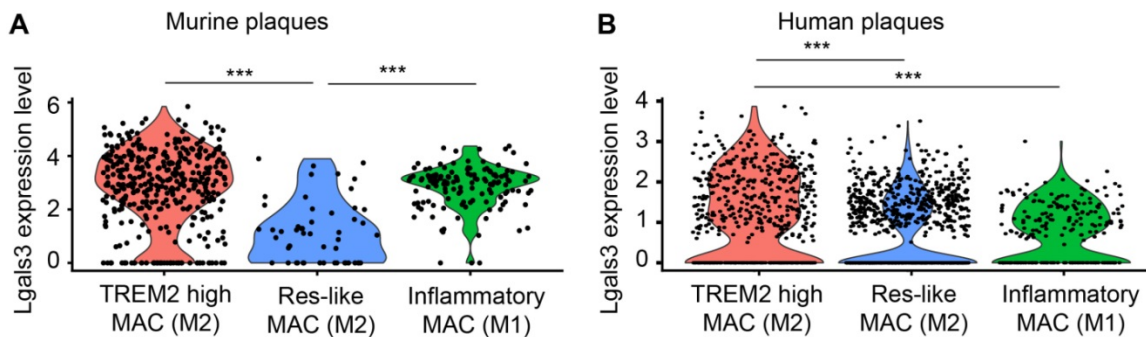 A
Murine plaques
Lgals3 expression level
6
4
2
0
***
***
TREM2 high
MAC (M2)
Res-like
MAC (M2)
Inflammatory
MAC (M1)
B
Human plaques
Lgals3 expression level
4
3
2
1
0
***
***
TREM2 high
MAC (M2)
Res-like
MAC (M2)
Inflammatory
MAC (M1)